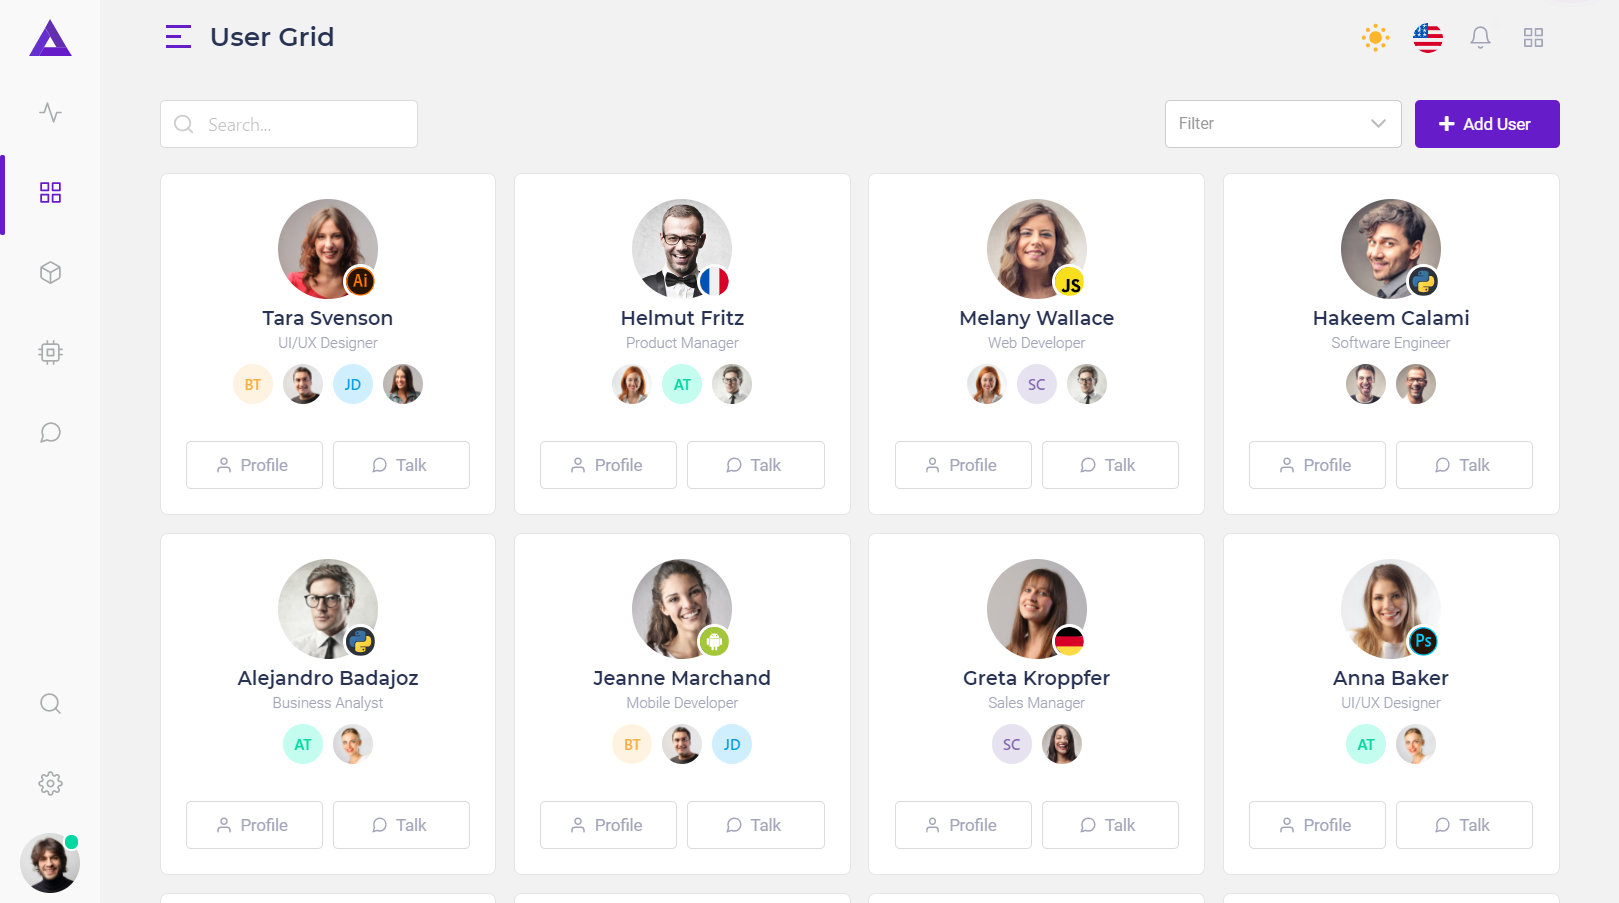 User Grid
Search...
Filter
Add User
Ai
JS
Tara Svenson
Helmut Fritz
Melany Wallace
Hakeem Calami
UI/UX Designer
Product Manager
Web Developer
Software Engineer
BT
JD
AT
SC
Profile
Talk
Profile
Talk
Profile
Talk
Profile
Talk
Ps
Alejandro Badajoz
Jeanne Marchand
Greta Kroppfer
Anna Baker
Business Analyst
Mobile Developer
Sales Manager
UI/UX Designer
AT
BT
JD
SC
AT
Profile
Talk
Profile
Talk
Profile
Talk
Profile
Talk